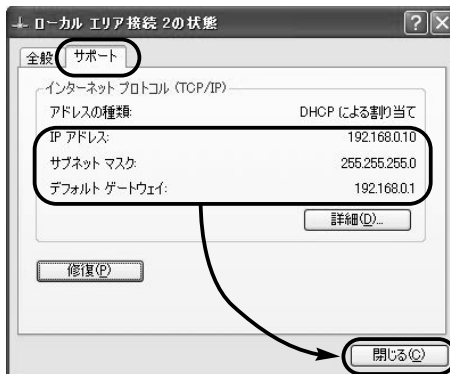 ローカル エリア接続 2の状態
全般 サポート
インターネット プロトコル (TCP/IP)
アドレスの種類: DHCP による割り当て
IP アドレス: 192.168.0.10
サブネット マスク: 255.255.255.0
デフォルト ゲートウェイ: 192.168.0.1
詳細(D)...
修復(P)
閉じる(C)